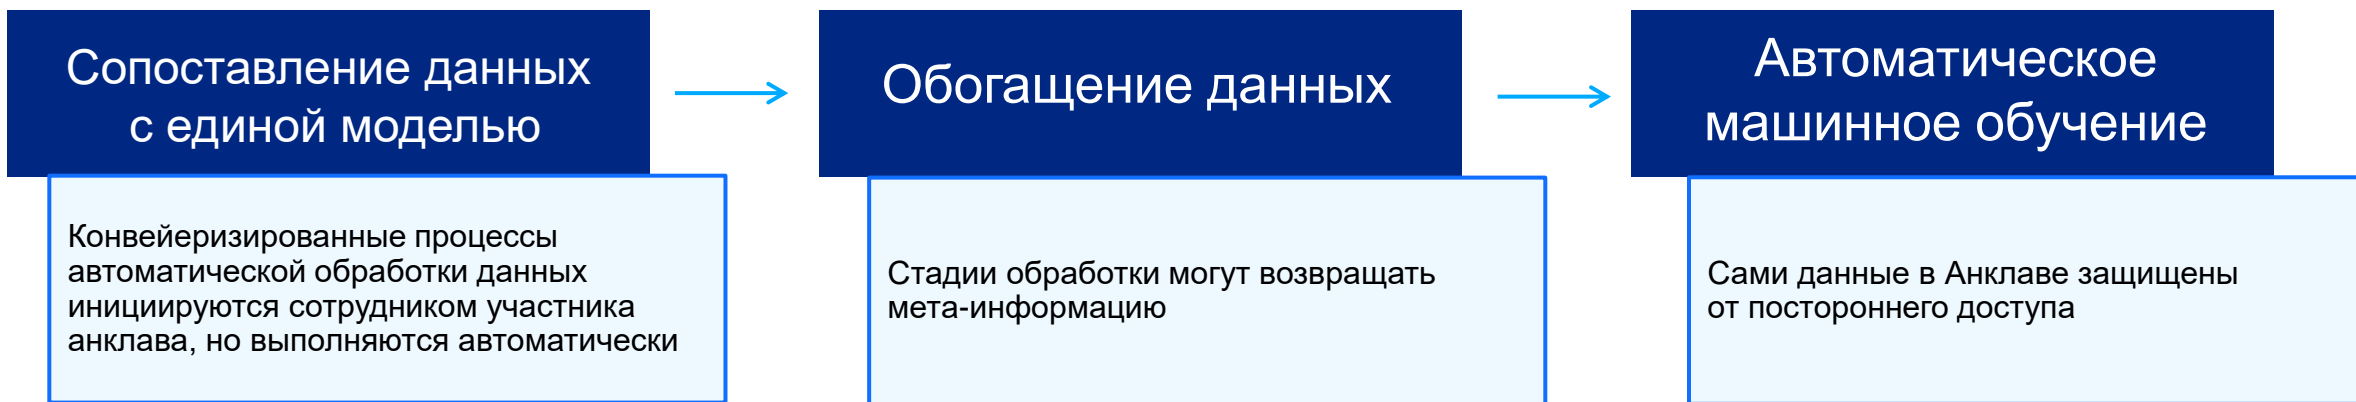 Сопоставление данных
с единой моделью
Конвейеризированные процессы
автоматической обработки данных
инициируются сотрудником участника
анклава, но выполняются автоматически
Обогащение данных
Стадии обработки могут возвращать
мета-информацию
Автоматическое
машинное обучение
Сами данные в Анклаве защищены
от постороннего доступа